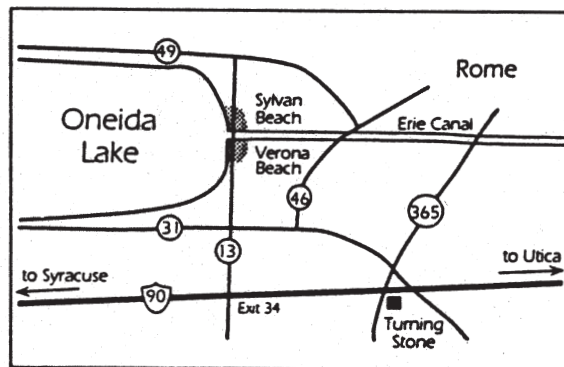 49
Rome
Sylvan
Beach
Oneida
Lake
Erie Canal
Verona
Beach
46
365
31
13
to Utica
to Syracuse
90
Exit 34
Turning
Stone